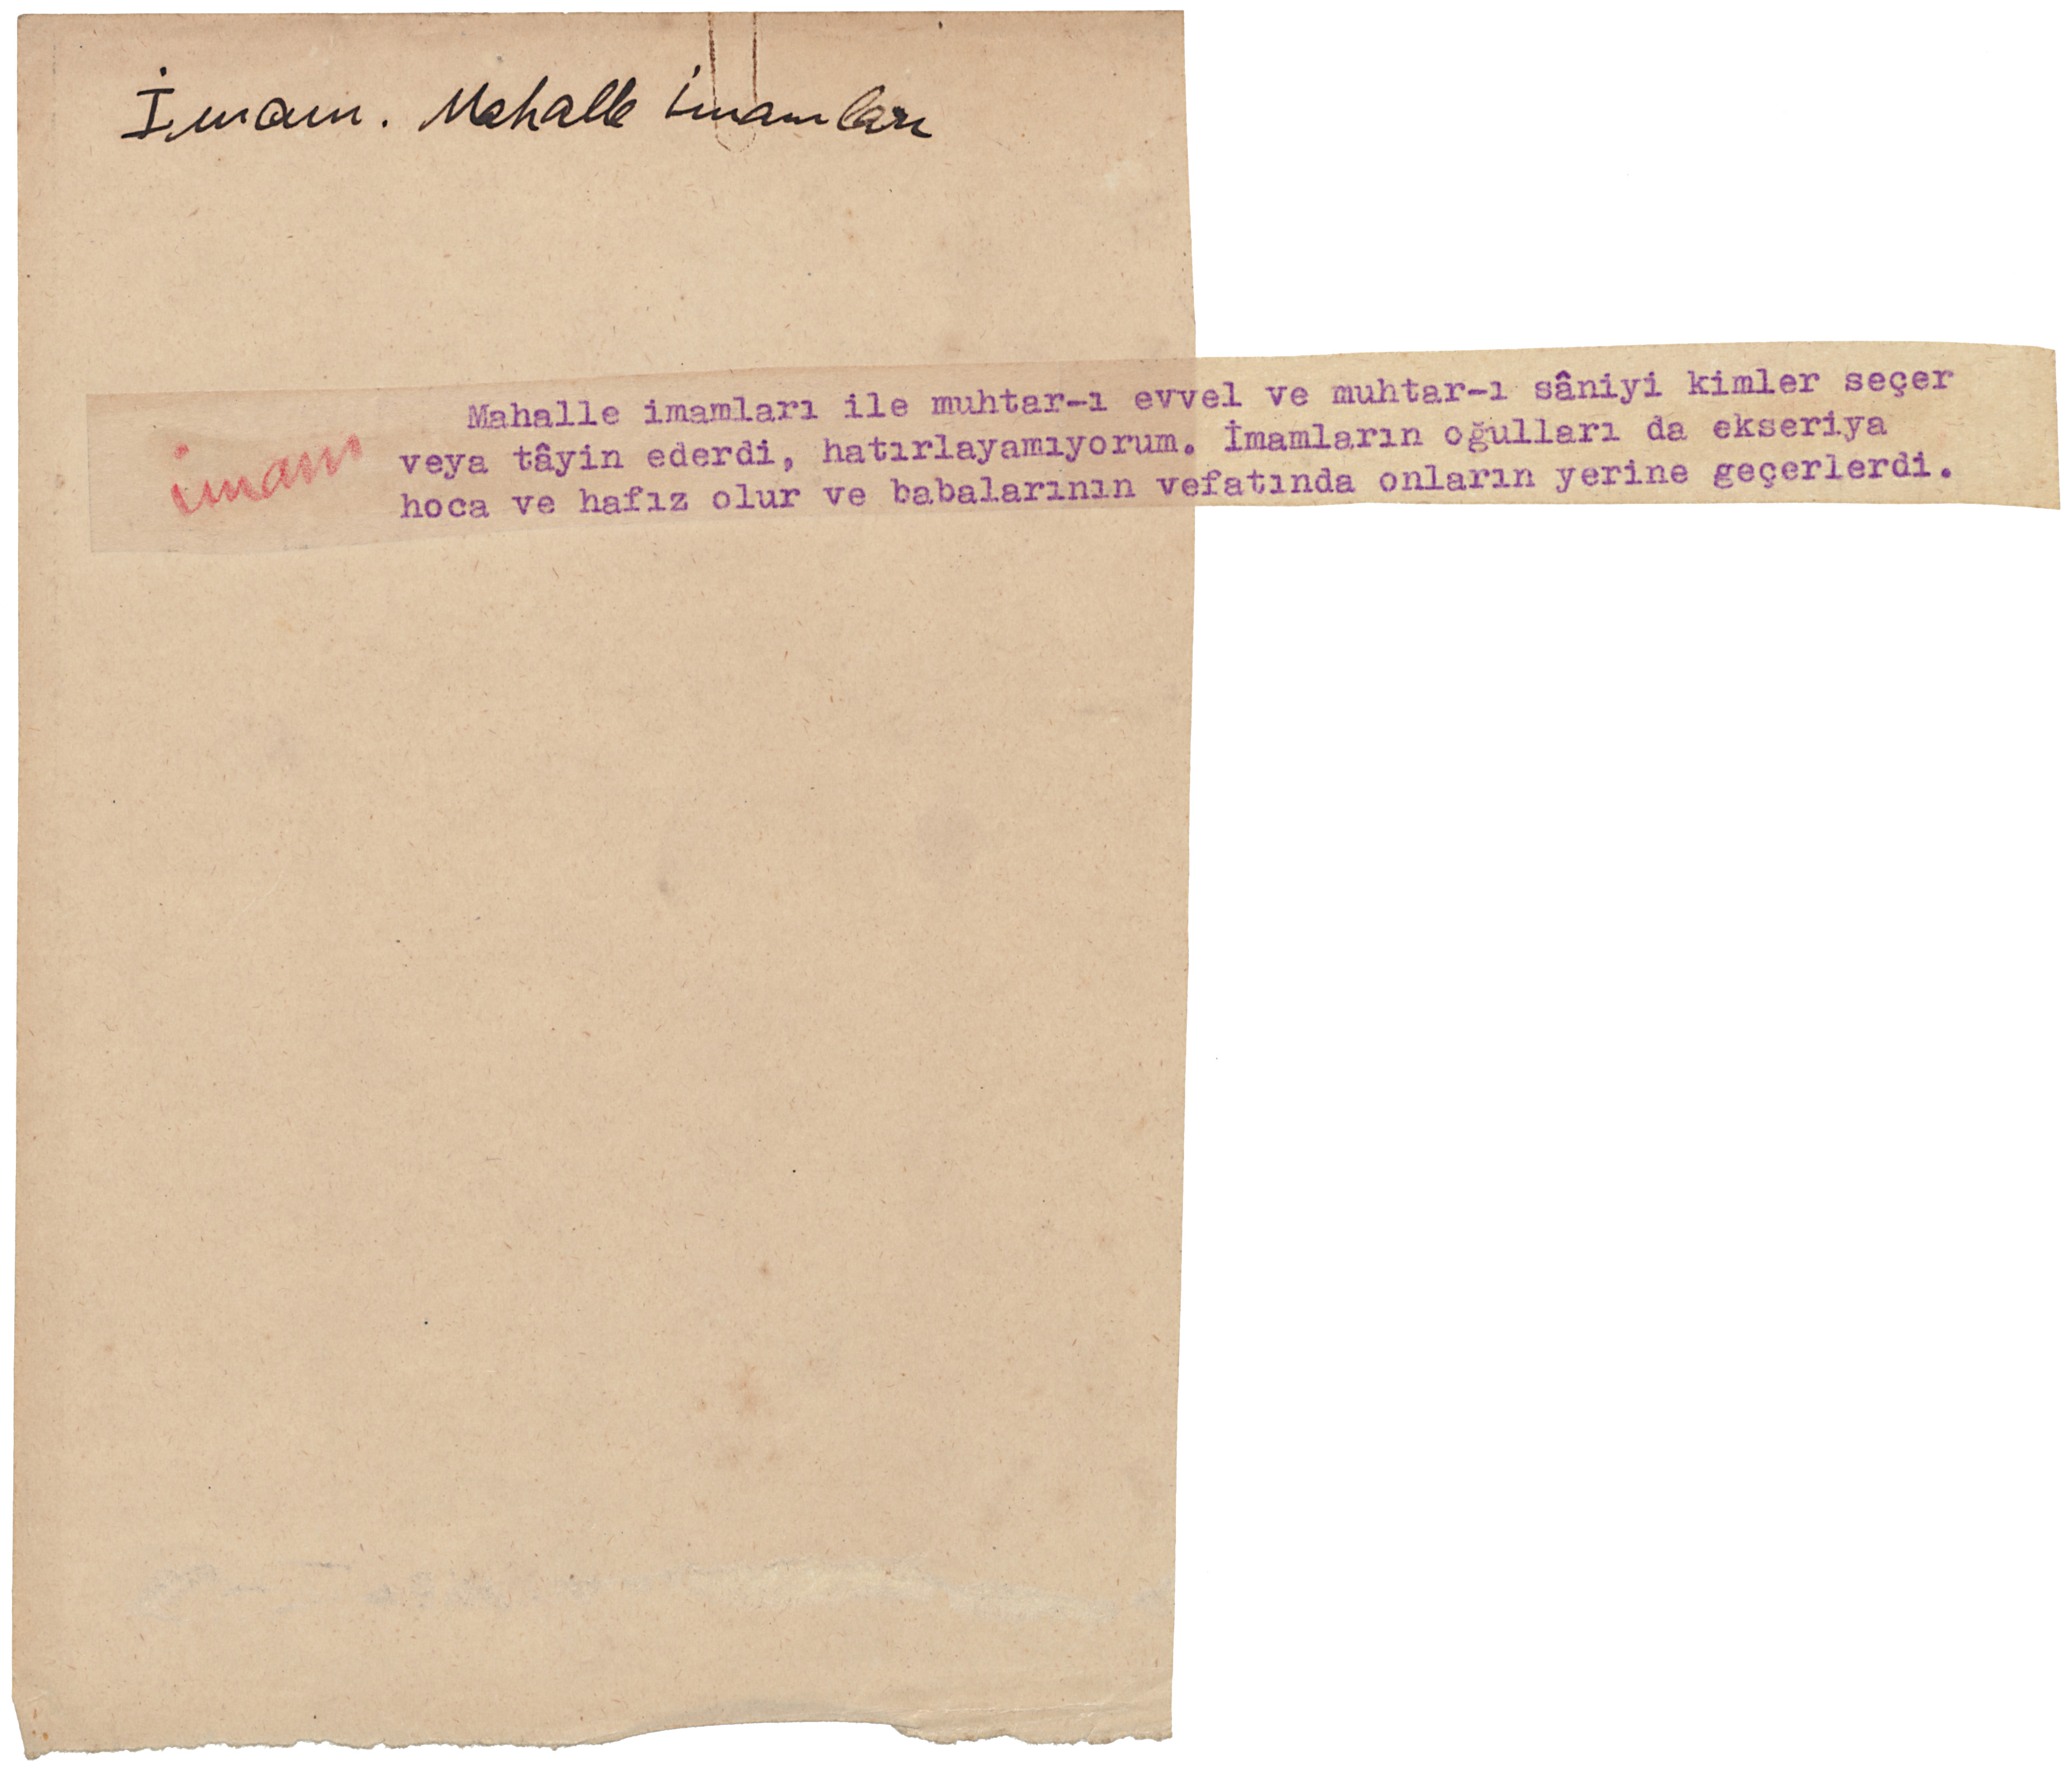 İmam. Mahalle imamları
imam
Mahalle imamları ile muhtar-ı evvel ve muhtar-ı sâniyi kimler seçer
veya tâyin ederdi, hatırlayamıyorum. İmamların oğulları da ekseriya
hoca ve hafız olur ve babalarının vefatında onların yerine geçerlerdi.